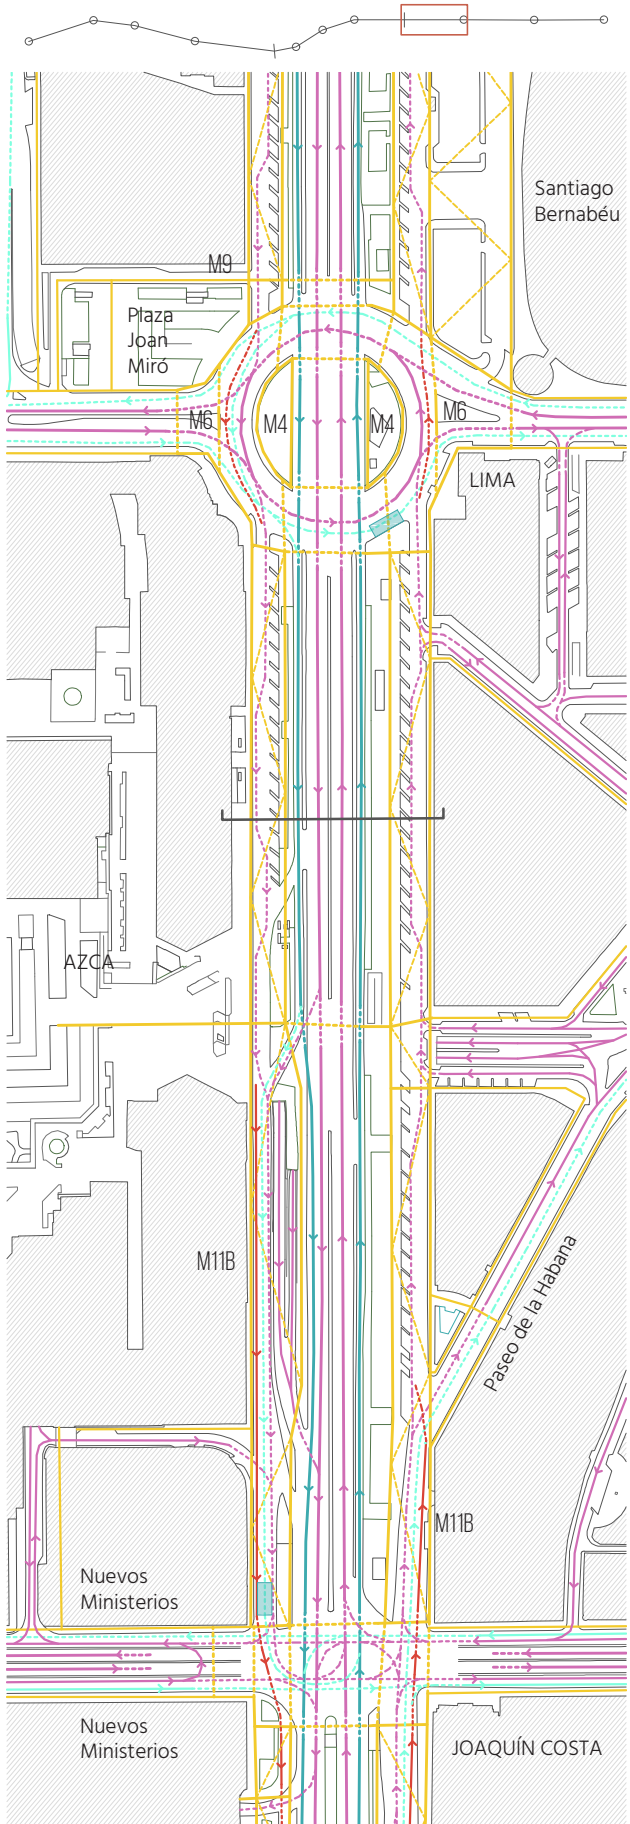 Santiago
Bernabéu
M9
Plaza
Joan
Miró
M6
M4
M4
M6
LIMA
AZCA
M11B
Paseo de la Habana
M11B
Nuevos
Ministerios
Nuevos
Ministerios
JOAQUÍN COSTA